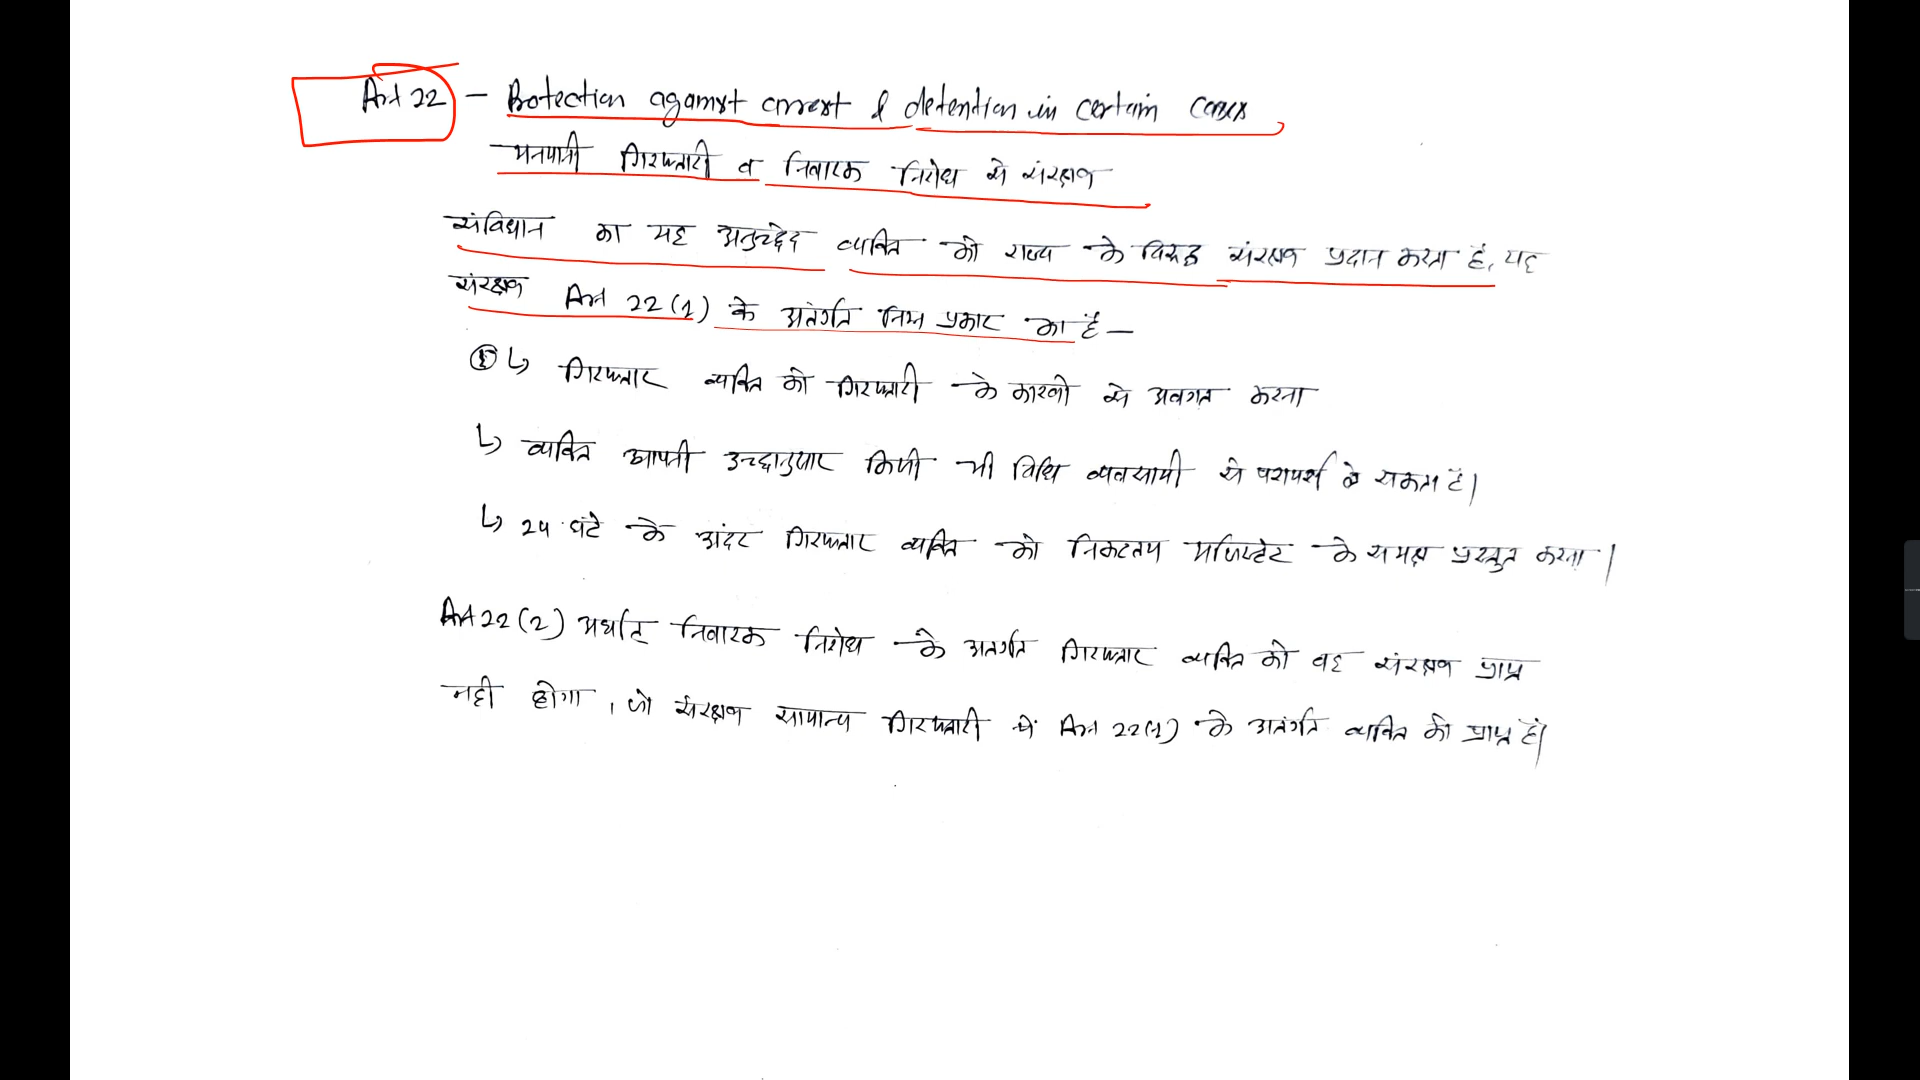 Art 22 – Protection against arrest & detention in certain cases
मनमानी गिरफ्तारी व निवारक निरोध से संरक्षण
संविधान का यह अनुच्छेद व्यक्ति को राज्य के विरुद्ध संरक्षण प्रदान करता है, यह
संरक्षण Art 22(1) के अंतर्गत निम्न प्रकार का है –
① ↳ गिरफ्तार व्यक्ति को गिरफ्तारी के कारणों से अवगत करना
↳ व्यक्ति अपनी इच्छानुसार किसी भी विधि व्यवसायी से परामर्श ले सकता है।
↳ 24 घंटे के अंदर गिरफ्तार व्यक्ति को निकटतम मजिस्ट्रेट के समक्ष प्रस्तुत करना।
Art 22(2) अर्थात् निवारक निरोध के अंतर्गत गिरफ्तार व्यक्ति को वह संरक्षण प्राप्त
नही होगा, जो संरक्षण सामान्य गिरफ्तारी में Art 22(1) के अंतर्गत व्यक्ति को प्राप्त है।